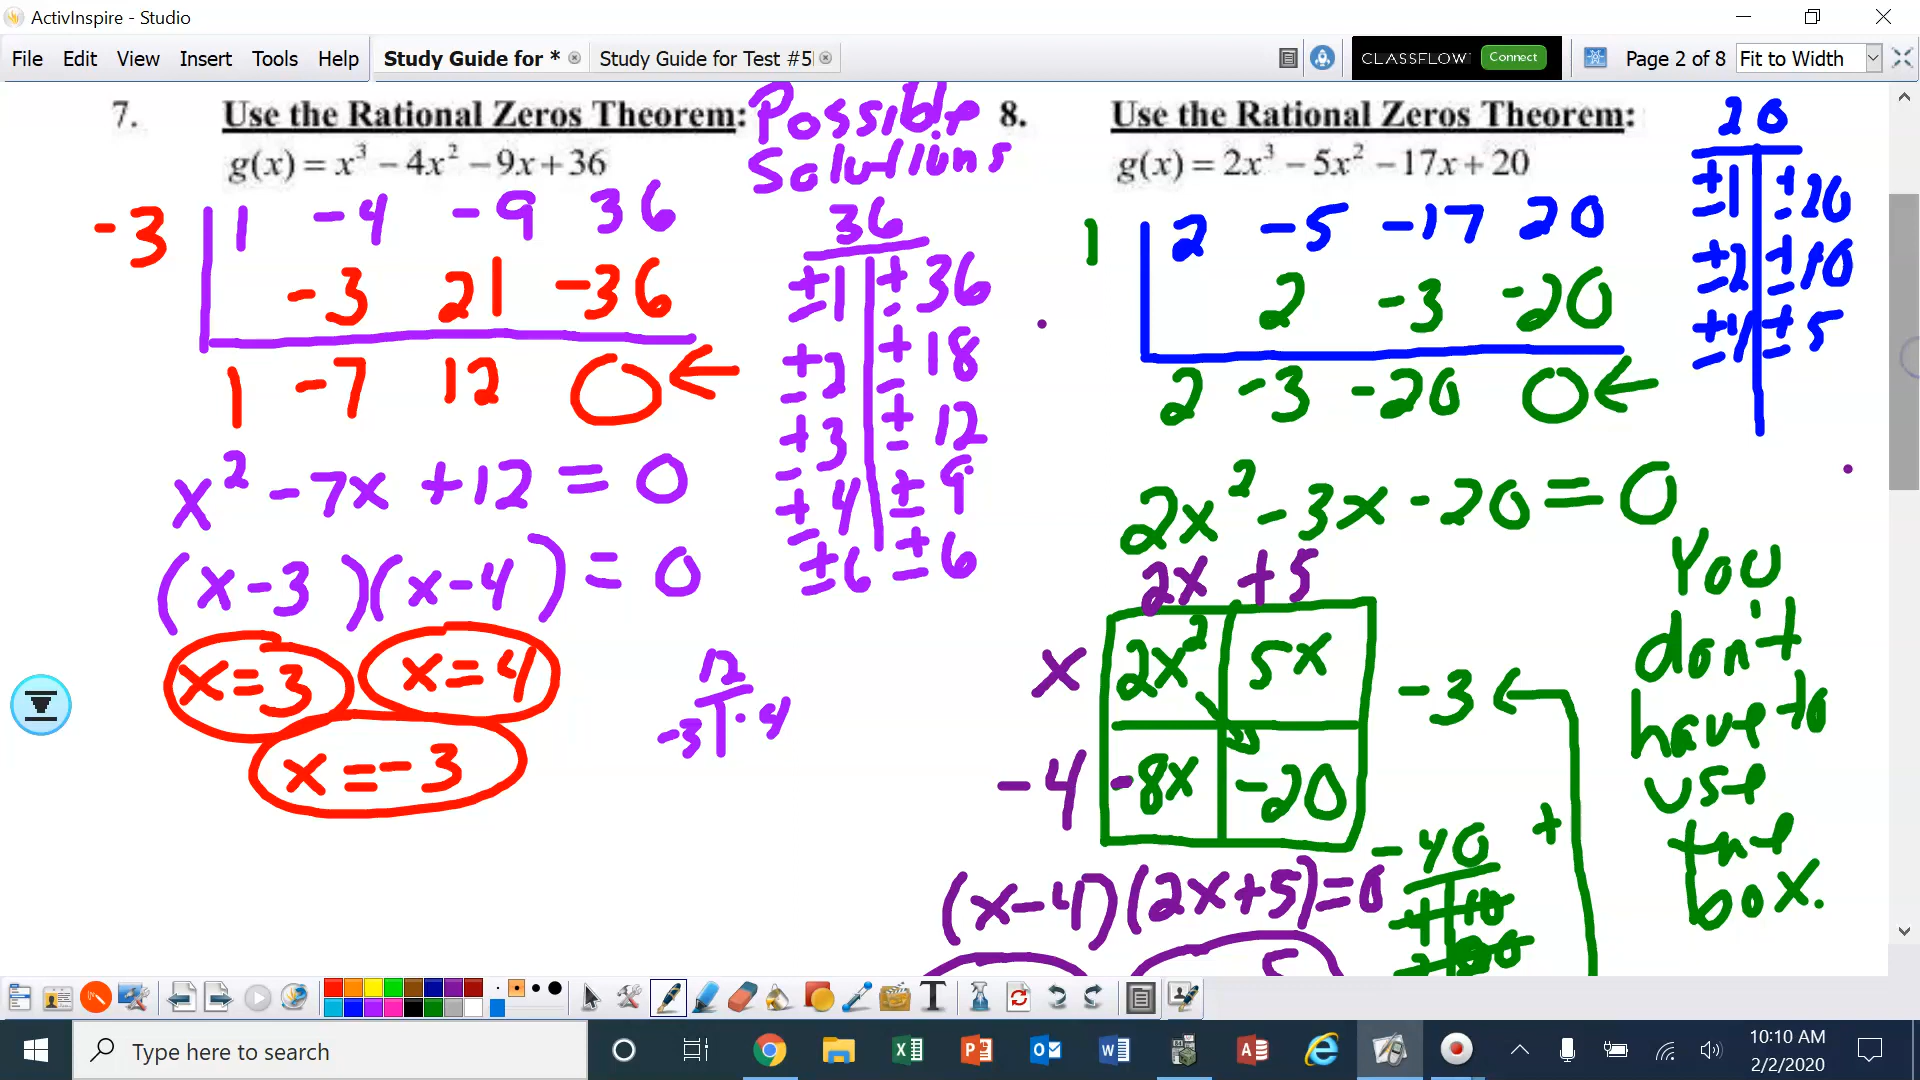 ActivInspire - Studio
File Edit View Insert Tools Help
Study Guide for *
Study Guide for Test #5
CLASSFLOW Connect
Page 2 of 8
Fit to Width
7. Use the Rational Zeros Theorem:
g(x) = x³ − 4x² − 9x + 36
Possible
Solutions
-3 1 -4 -9 36
-3 21 -36
1 -7 12 0 ←
x² - 7x + 12 = 0
(x-3)(x-4) = 0
x=3 x=4
x=-3
36
±1 ±36
±2 ±18
±3 ±12
±4 ±9
±6 ±6
12
-3 -4
8. Use the Rational Zeros Theorem:
g(x) = 2x³ − 5x² − 17x + 20
1 2 -5 -17 20
2 -3 -20
2 -3 -20 0 ←
20
±1 ±20
±2 ±10
±4 ±5
2x² - 3x - 20 = 0
2x +5
x 2x² 5x
-4 -8x -20
-3 ←
+
-40
(x-4)(2x+5)=0
5
You
don't
have to
use
the
box.
T
Type here to search
10:10 AM
2/2/2020